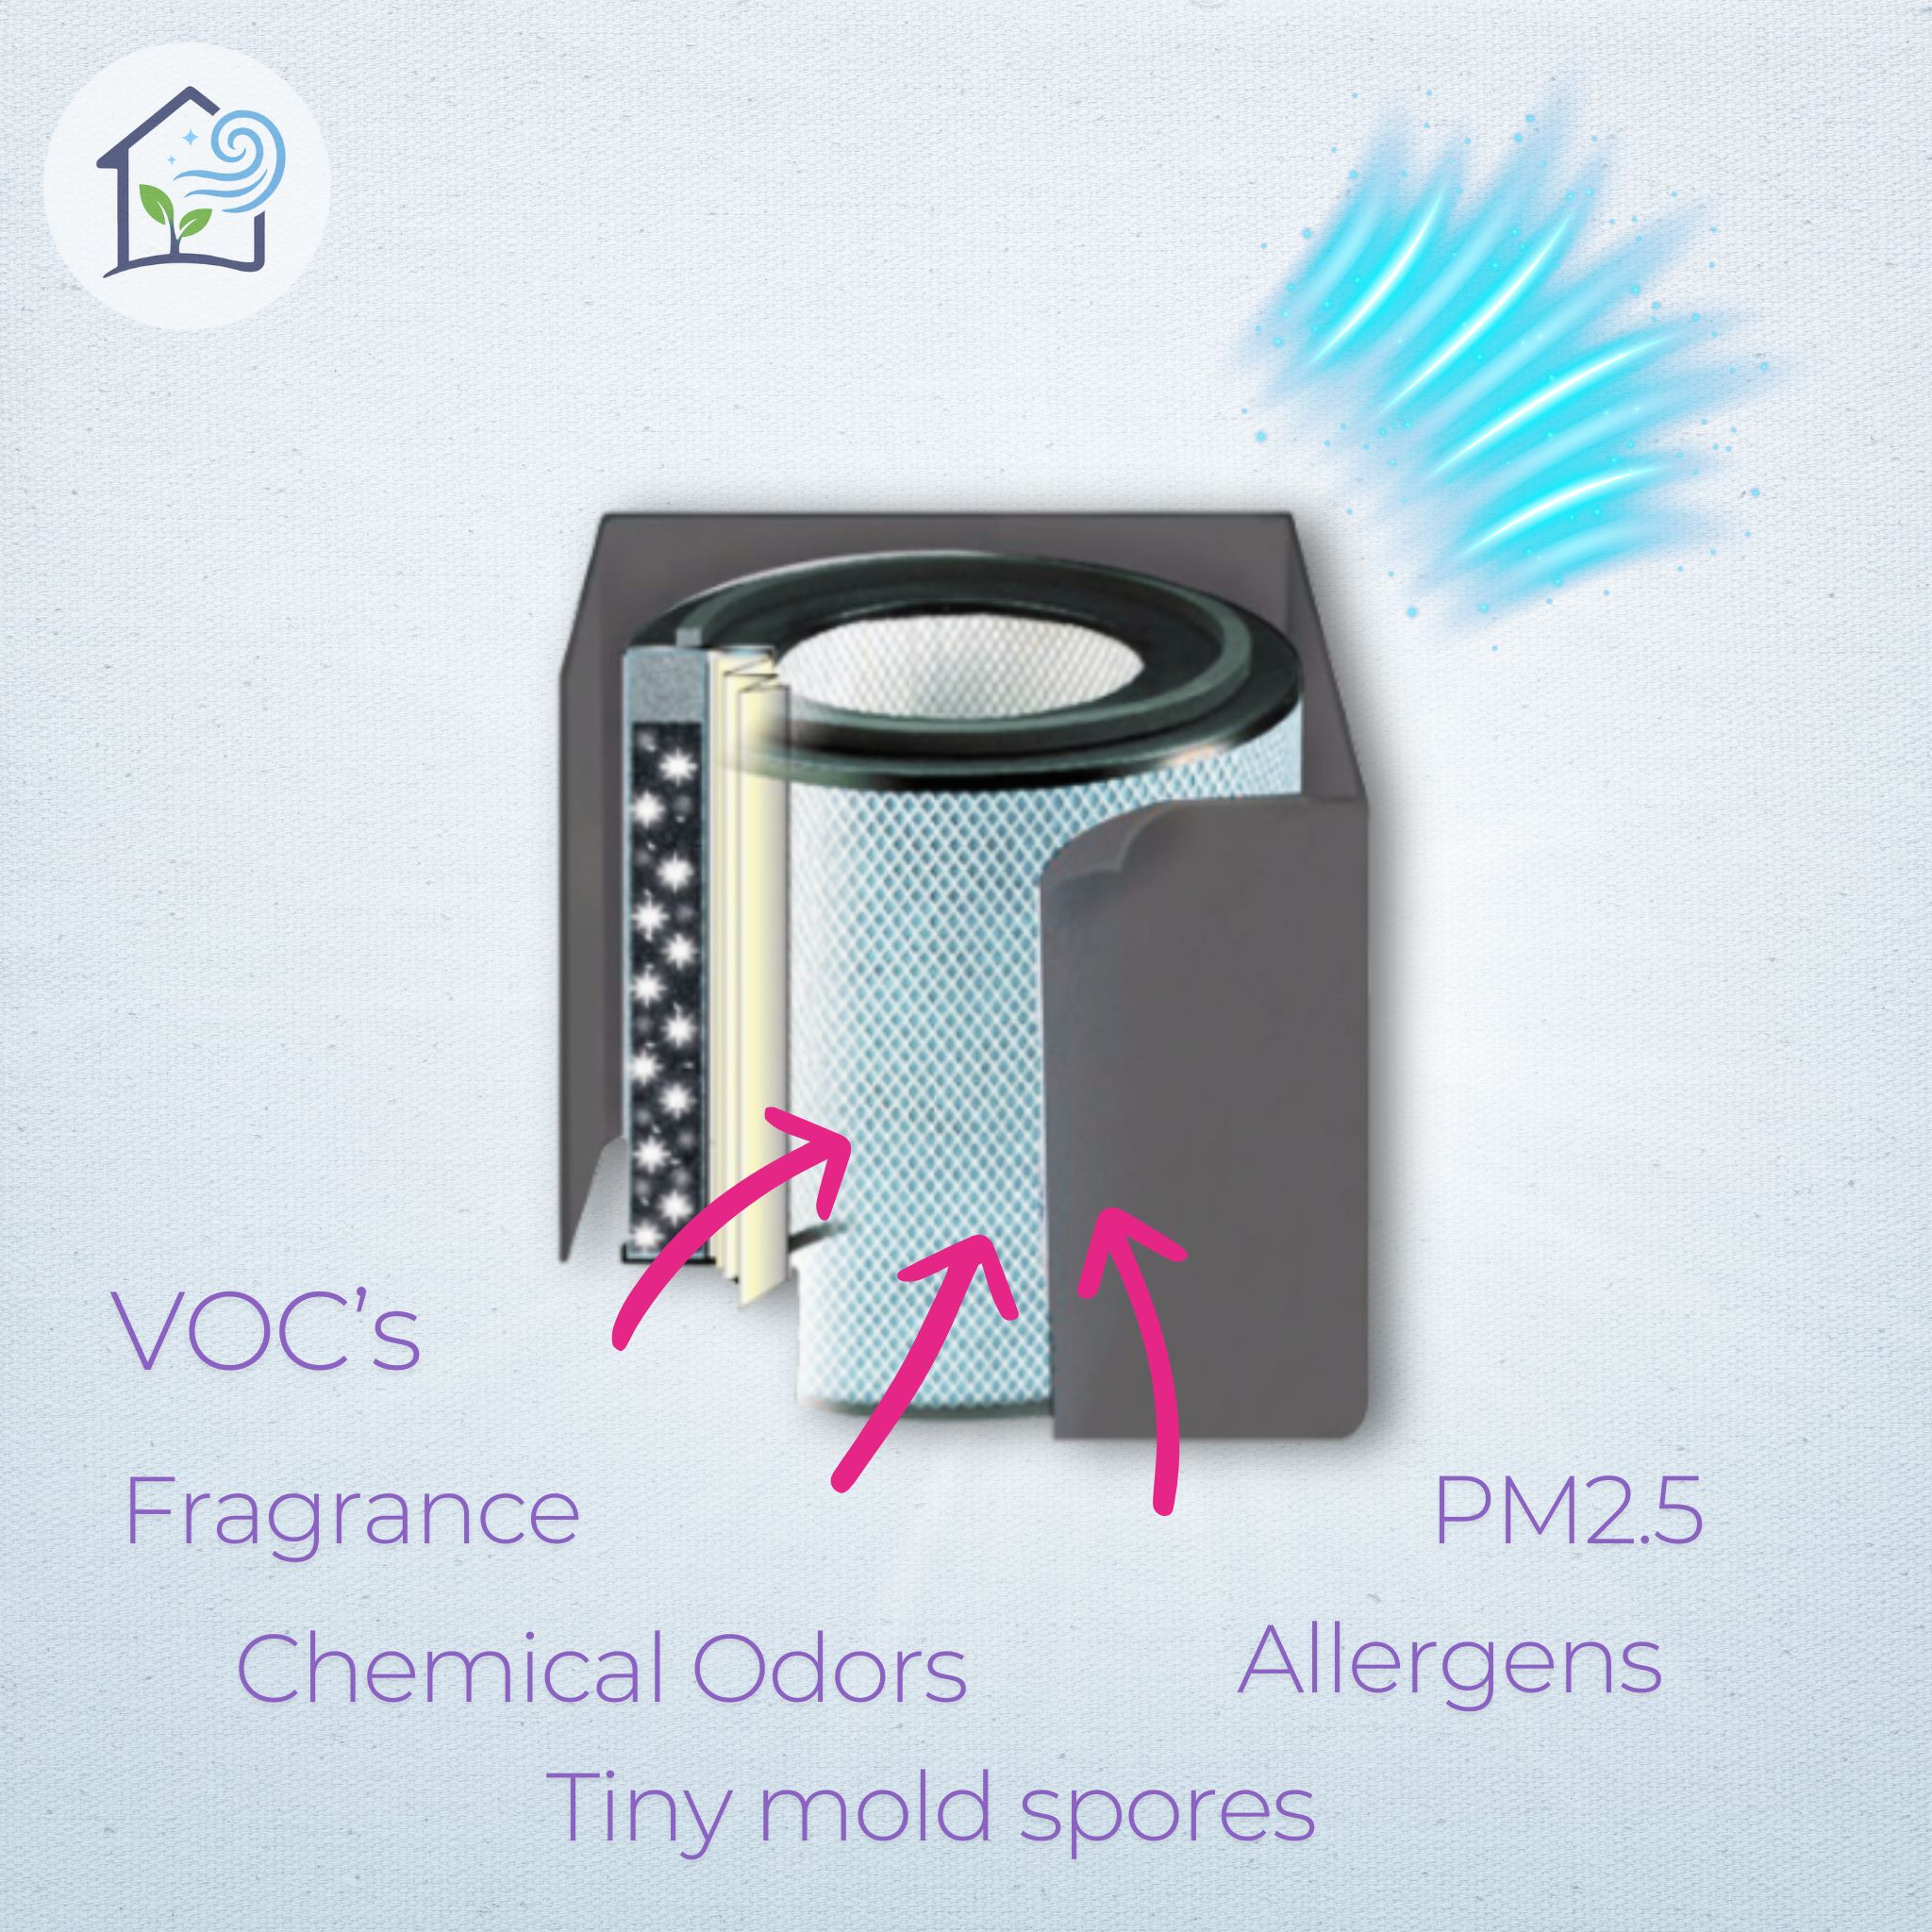 VOC’s
Fragrance
PM2.5
Chemical Odors
Allergens
Tiny mold spores